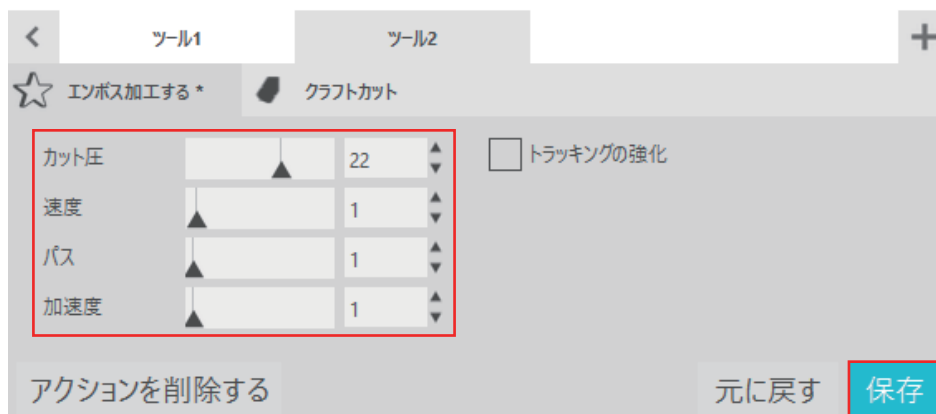 ツール1 ツール2
エンボス加工する * クラフトカット
カット圧 22 トラッキングの強化
速度 1
パス 1
加速度 1
アクションを削除する 元に戻す 保存